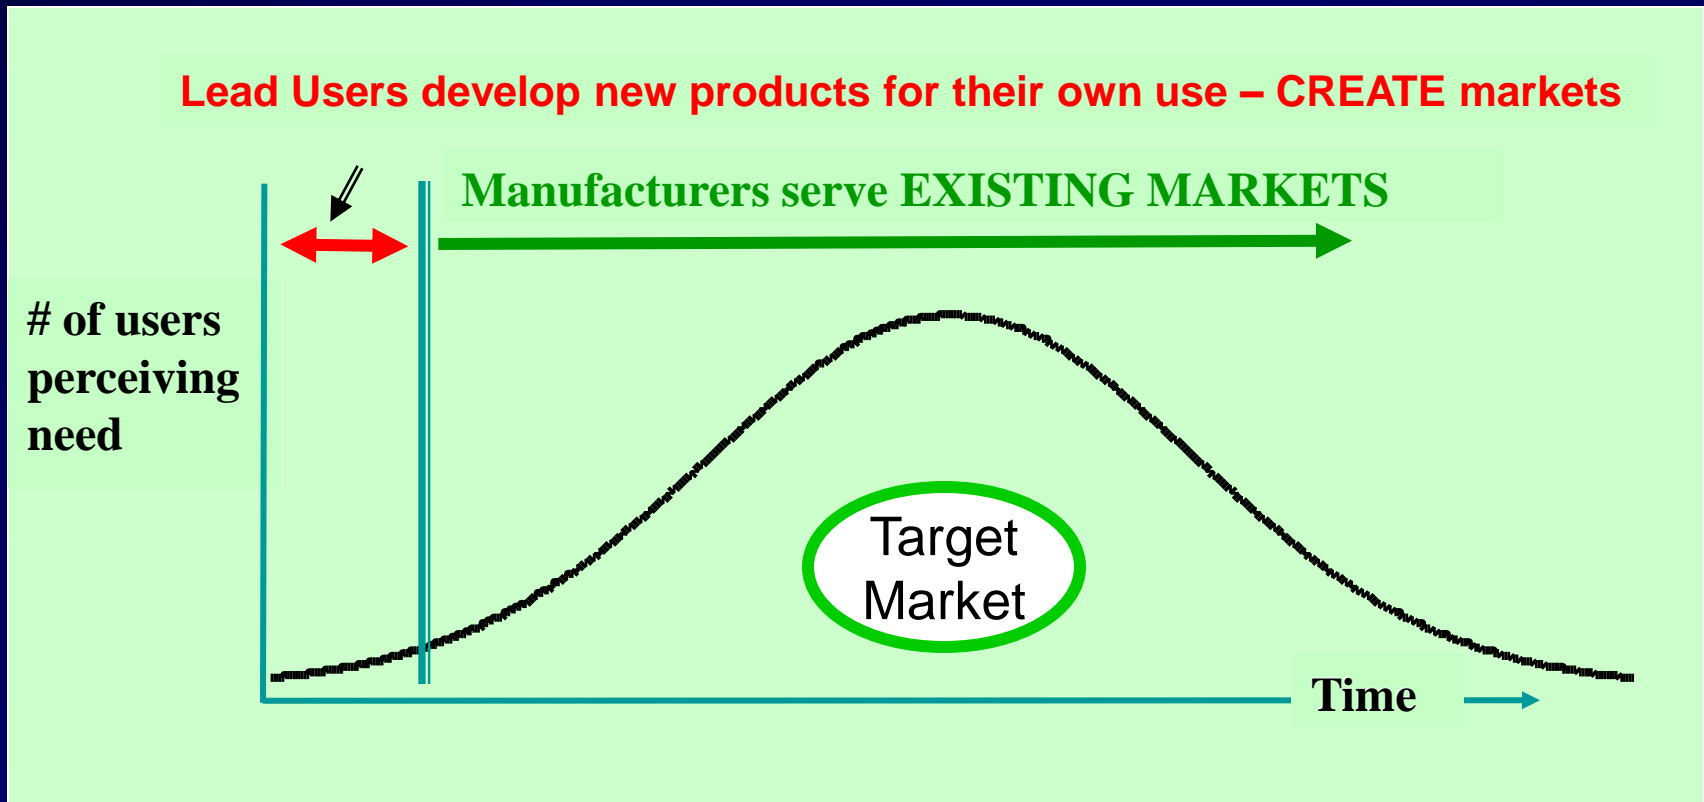 Lead Users develop new products for their own use – CREATE markets
Manufacturers serve EXISTING MARKETS
# of users
perceiving
need
Target
Market
Time